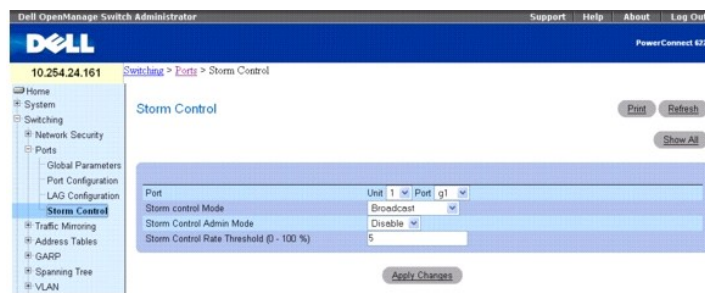 Dell OpenManage Switch Administrator Support Help About Log Out
DELL
PowerConnect 622
10.254.24.161
Switching > Ports > Storm Control
Home
System
Switching
Network Security
Ports
Global Parameters
Port Configuration
LAG Configuration
Storm Control
Traffic Mirroring
Address Tables
GARP
Spanning Tree
VLAN
Storm Control
Print Refresh
Show All
Port Unit 1 Port g1
Storm control Mode Broadcast
Storm Control Admin Mode Disable
Storm Control Rate Threshold (0 - 100 %) 5
Apply Changes